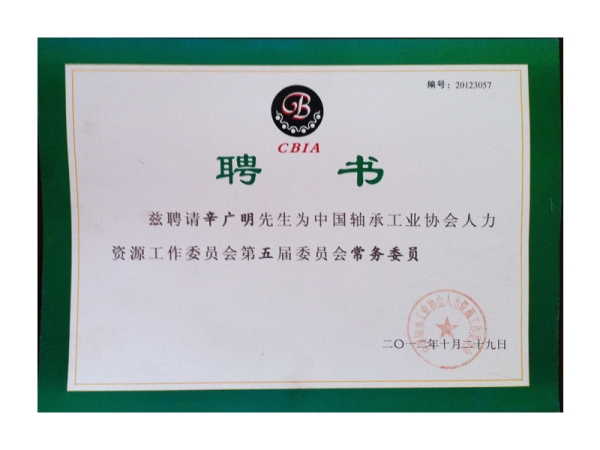 编号：20123057
B
CBIA
聘 书
兹聘请辛广明先生为中国轴承工业协会人力
资源工作委员会第五届委员会常务委员
二〇一二年十月二十九日